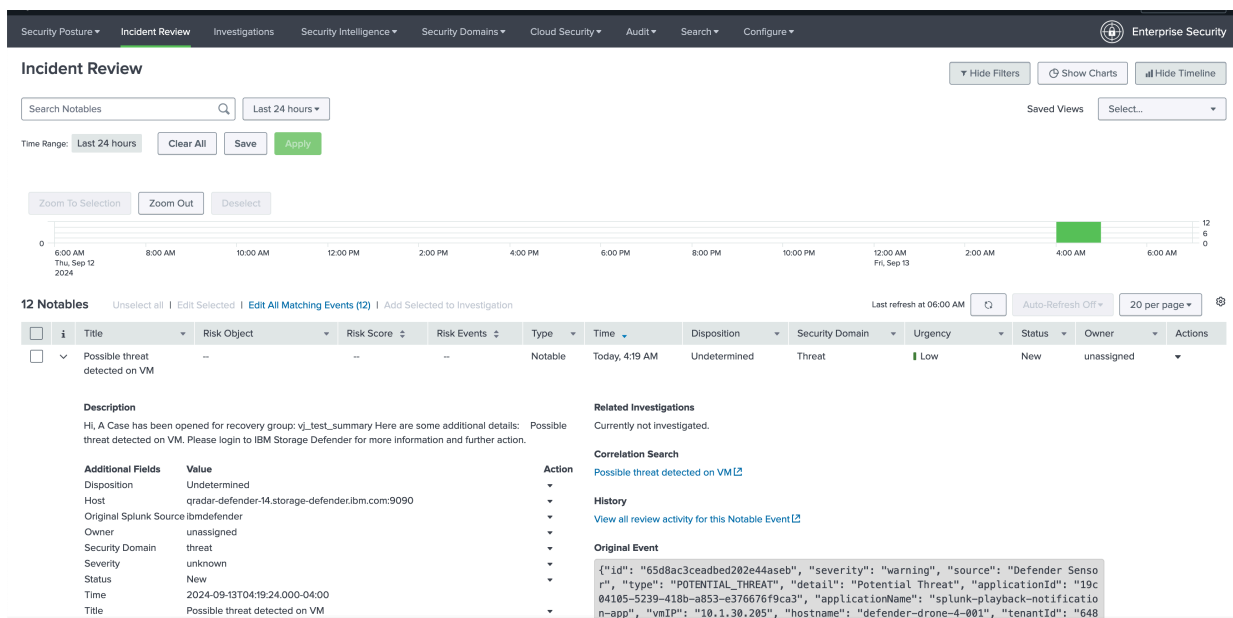 Security Posture Incident Review Investigations Security Intelligence Security Domains Cloud Security Audit Search Configure Enterprise Security
Incident Review
Hide Filters Show Charts Hide Timeline
Search Notables Last 24 hours Saved Views Select...
Time Range: Last 24 hours Clear All Save Apply
Zoom To Selection Zoom Out Deselect
12
6
0 0
6:00 AM 8:00 AM 10:00 AM 12:00 PM 2:00 PM 4:00 PM 6:00 PM 8:00 PM 10:00 PM 12:00 AM 2:00 AM 4:00 AM 6:00 AM
Thu, Sep 12 Fri, Sep 13
2024
12 Notables Unselect all | Edit Selected | Edit All Matching Events (12) | Add Selected to Investigation Last refresh at 06:00 AM Auto-Refresh Off 20 per page
i Title Risk Object Risk Score Risk Events Type Time Disposition Security Domain Urgency Status Owner Actions
Possible threat -- -- -- Notable Today, 4:19 AM Undetermined Threat Low New unassigned
detected on VM
Description
Hi, A Case has been opened for recovery group: vj_test_summary Here are some additional details: Possible
threat detected on VM. Please login to IBM Storage Defender for more information and further action.
Additional Fields Value Action
Disposition Undetermined
Host qradar-defender-14.storage-defender.ibm.com:9090
Original Splunk Source ibmdefender
Owner unassigned
Security Domain threat
Severity unknown
Status New
Time 2024-09-13T04:19:24.000-04:00
Title Possible threat detected on VM
Related Investigations
Currently not investigated.
Correlation Search
Possible threat detected on VM
History
View all review activity for this Notable Event
Original Event
{"id": "65d8ac3ceadbed202e44aseb", "severity": "warning", "source": "Defender Senso
r", "type": "POTENTIAL_THREAT", "detail": "Potential Threat", "applicationId": "19c
04105-5239-418b-a853-e376676f9ca3", "applicationName": "splunk-playback-notificatio
n-app", "vmIP": "10.1.30.205", "hostname": "defender-drone-4-001", "tenantId": "648